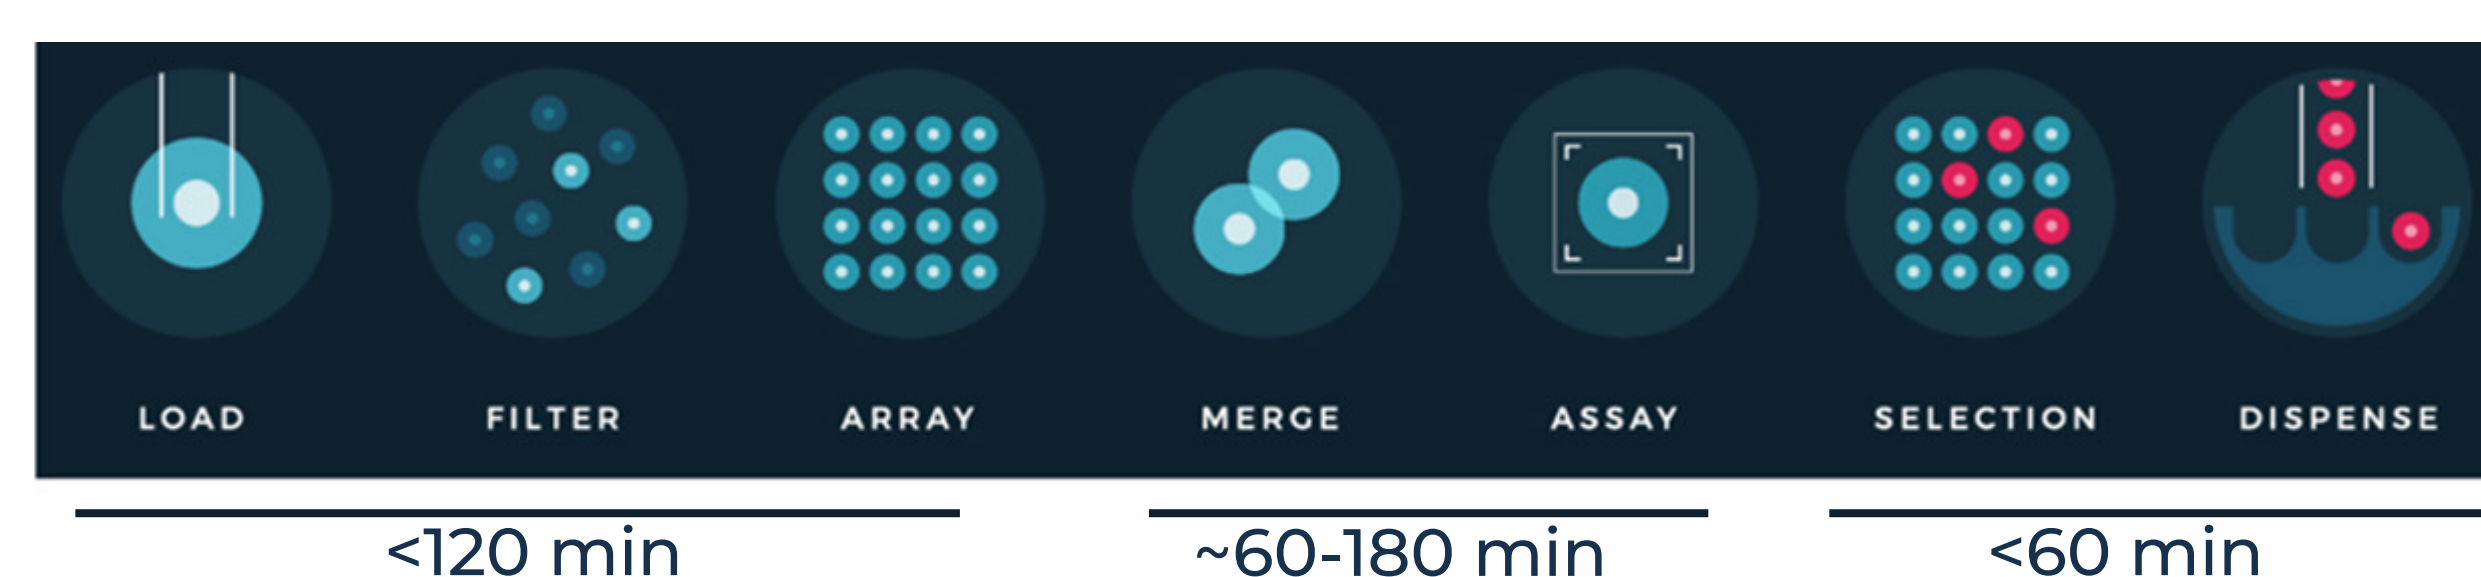 LOAD FILTER ARRAY MERGE ASSAY SELECTION DISPENSE
<120 min ~60-180 min <60 min